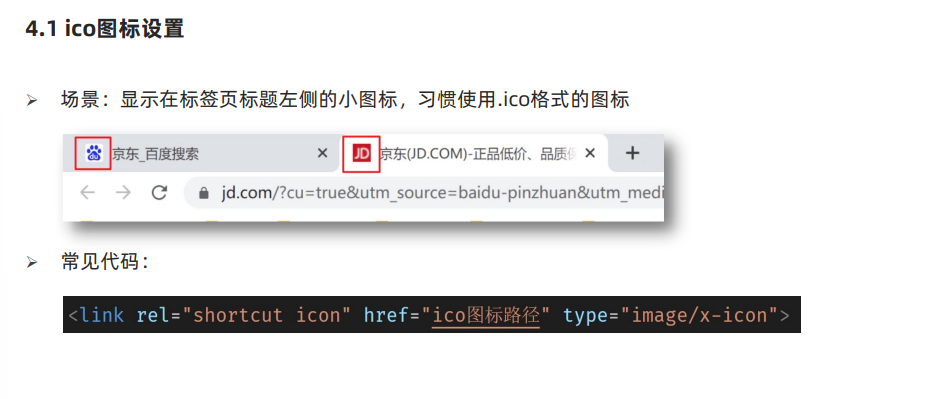 4.1 ico图标设置
场景：显示在标签页标题左侧的小图标，习惯使用.ico格式的图标
du 京东_百度搜索 JD 京东(JD.COM)-正品低价、品质
jd.com/?cu=true&utm_source=baidu-pinzhuan&utm_medi
常见代码：
<link rel="shortcut icon" href="ico图标路径" type="image/x-icon">